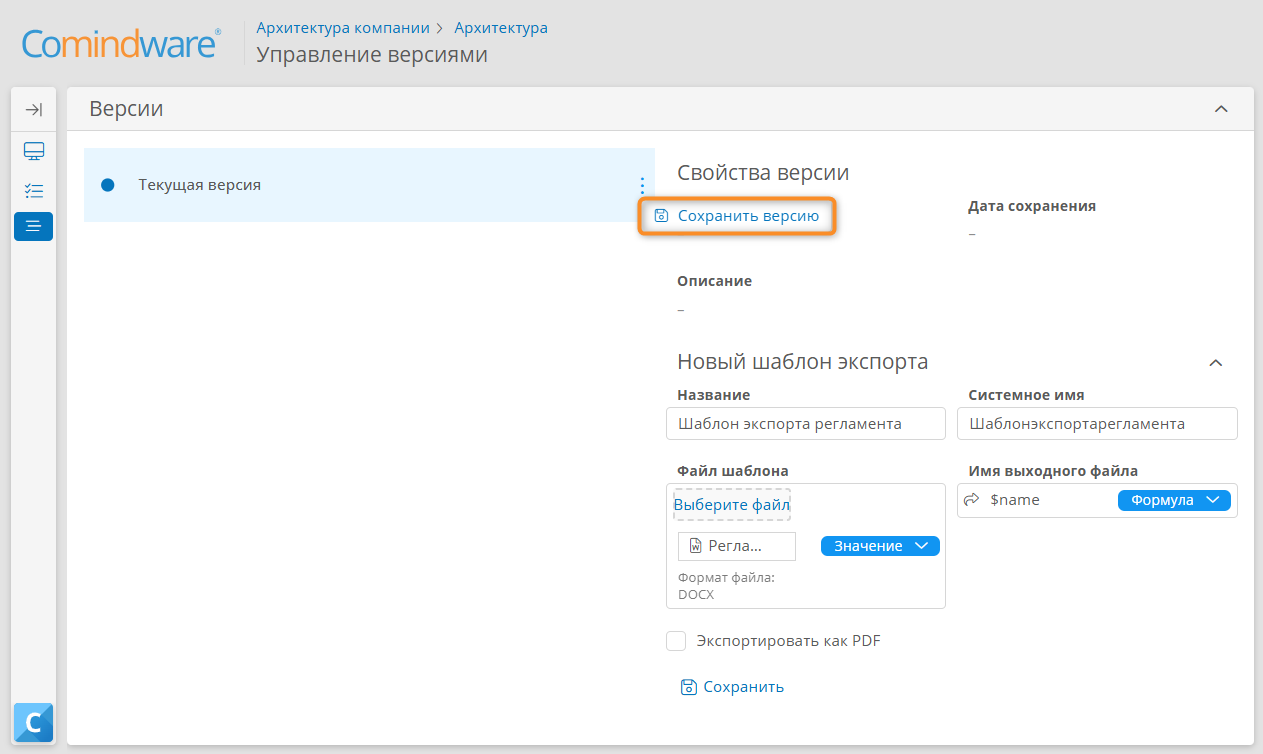 Comindware®
Архитектура компании > Архитектура
Управление версиями
Версии
Текущая версия
Свойства версии
Сохранить версию
Дата сохранения
–
Описание
–
Новый шаблон экспорта
Название
Системное имя
Шаблон экспорта регламента
Шаблонэкспортарегламента
Файл шаблона
Имя выходного файла
Выберите файл
$name
Формула
Регла...
Значение
Формат файла:
DOCX
Экспортировать как PDF
Сохранить
C